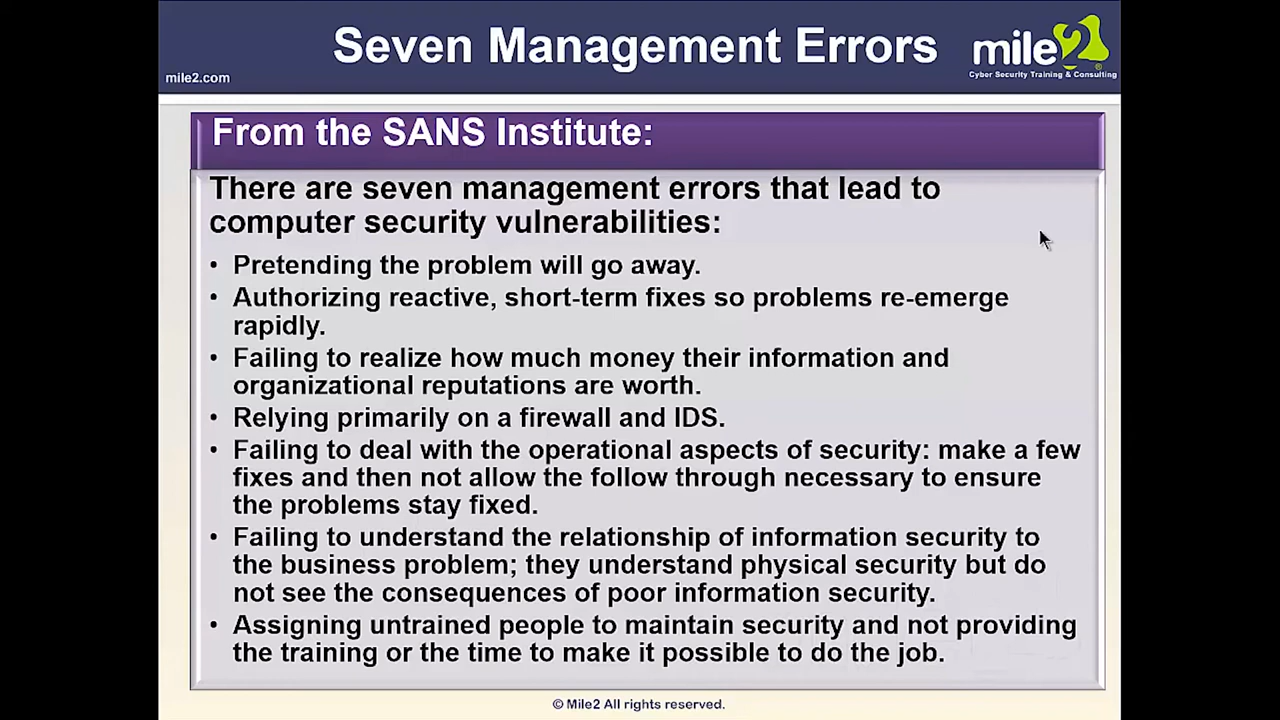 Seven Management Errors
mile2
Cyber Security Training & Consulting
mile2.com
From the SANS Institute:
There are seven management errors that lead to
computer security vulnerabilities:
• Pretending the problem will go away.
• Authorizing reactive, short-term fixes so problems re-emerge
rapidly.
• Failing to realize how much money their information and
organizational reputations are worth.
• Relying primarily on a firewall and IDS.
• Failing to deal with the operational aspects of security: make a few
fixes and then not allow the follow through necessary to ensure
the problems stay fixed.
• Failing to understand the relationship of information security to
the business problem; they understand physical security but do
not see the consequences of poor information security.
• Assigning untrained people to maintain security and not providing
the training or the time to make it possible to do the job.
© Mile2 All rights reserved.